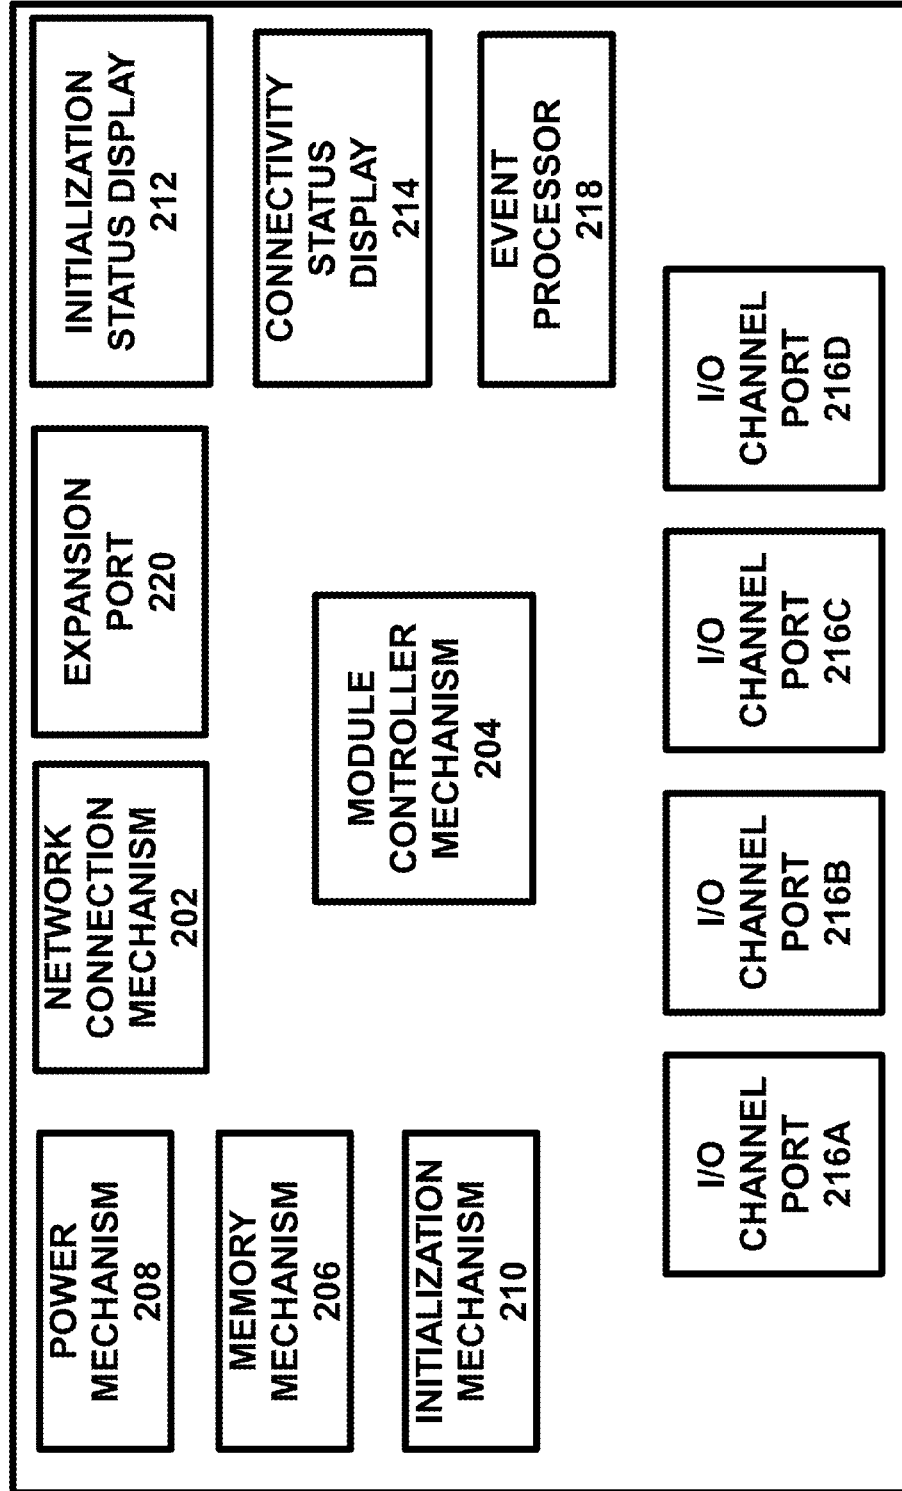 POWER
MECHANISM
208
NETWORK
CONNECTION
MECHANISM
202
EXPANSION
PORT
220
INITIALIZATION
STATUS DISPLAY
212
MEMORY
MECHANISM
206
CONNECTIVITY
STATUS
DISPLAY
214
MODULE
CONTROLLER
MECHANISM
204
INITIALIZATION
MECHANISM
210
EVENT
PROCESSOR
218
I/O
CHANNEL
PORT
216A
I/O
CHANNEL
PORT
216B
I/O
CHANNEL
PORT
216C
I/O
CHANNEL
PORT
216D